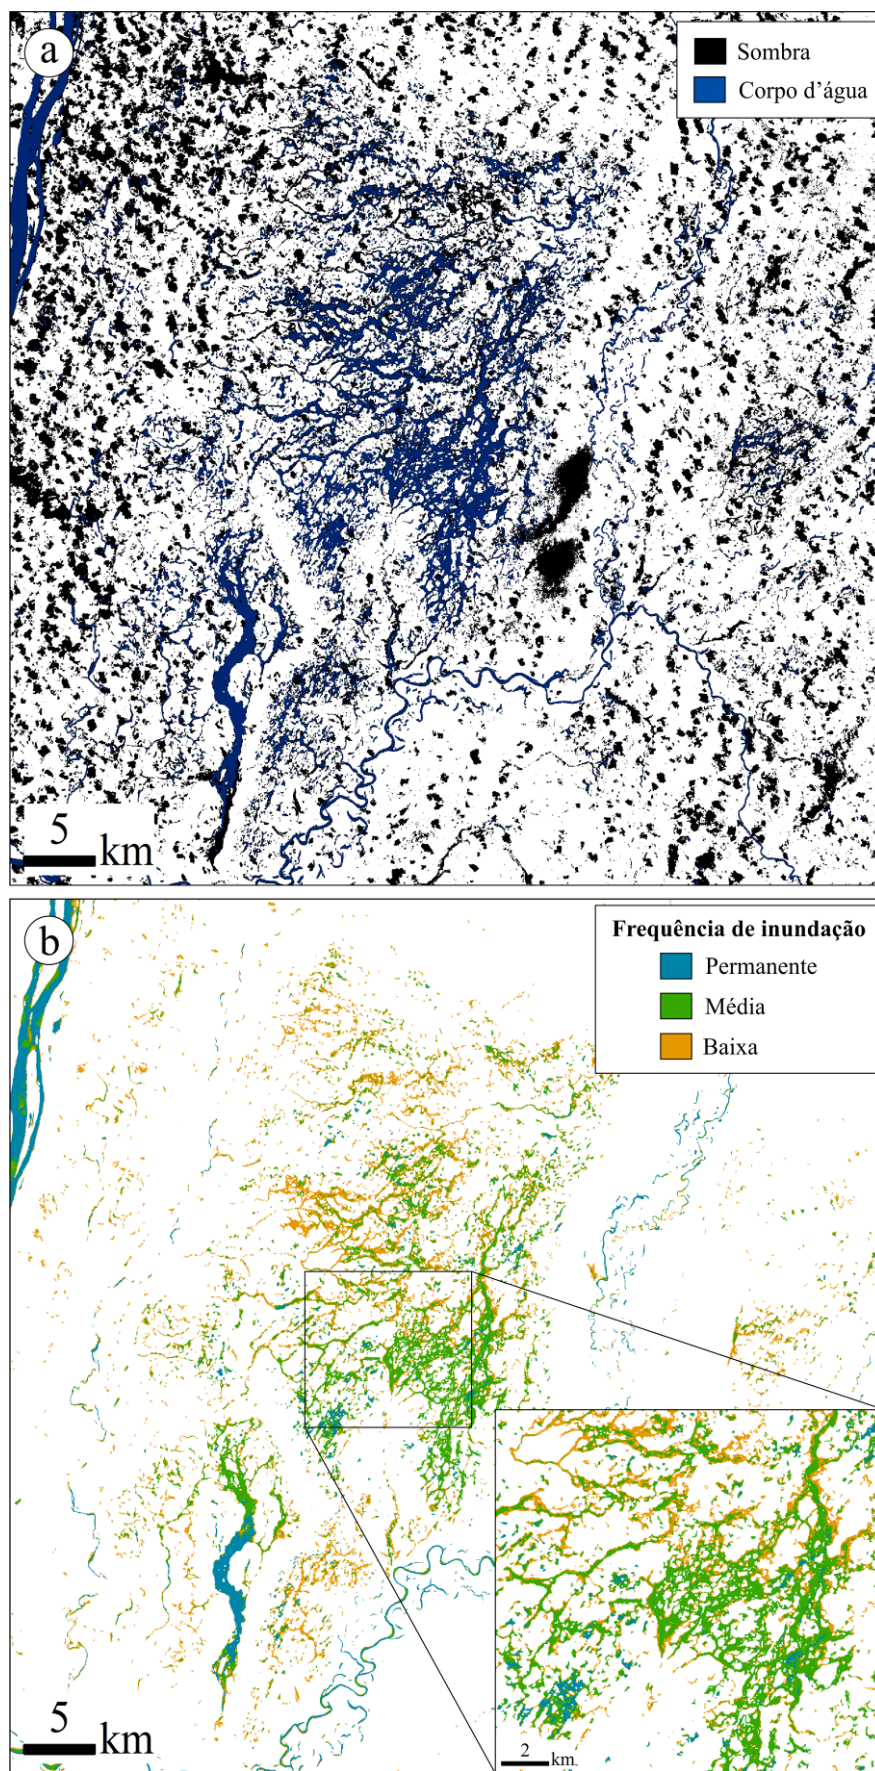 a
Sombra
Corpo d’água
5
km
b
Frequência de inundação
Permanente
Média
Baixa
5
km
2
km